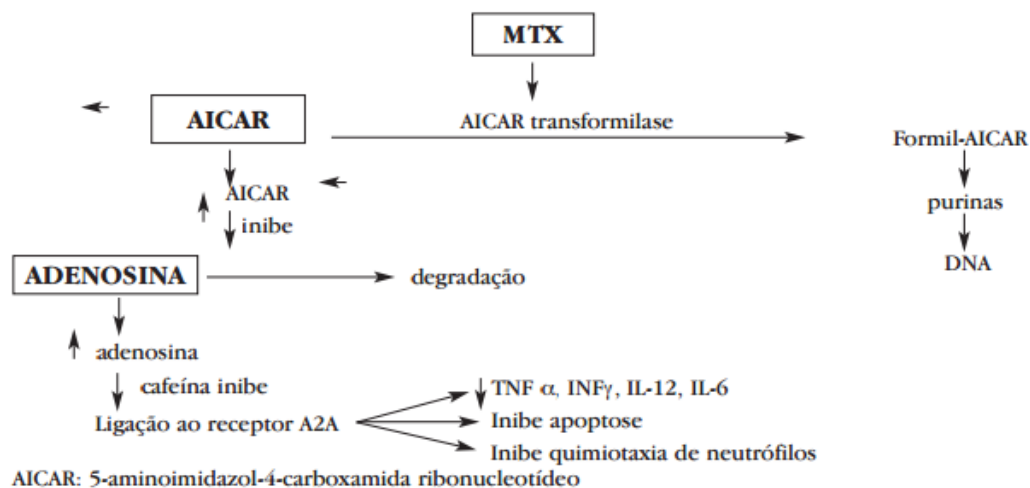 MTX
AICAR
AICAR transformilase
Formil-AICAR
AICAR
purinas
inibe
DNA
ADENOSINA
degradação
adenosina
cafeína inibe
TNF α, INFγ, IL-12, IL-6
Ligação ao receptor A2A
Inibe apoptose
Inibe quimiotaxia de neutrófilos
AICAR: 5-aminoimidazol-4-carboxamida ribonucleotídeo